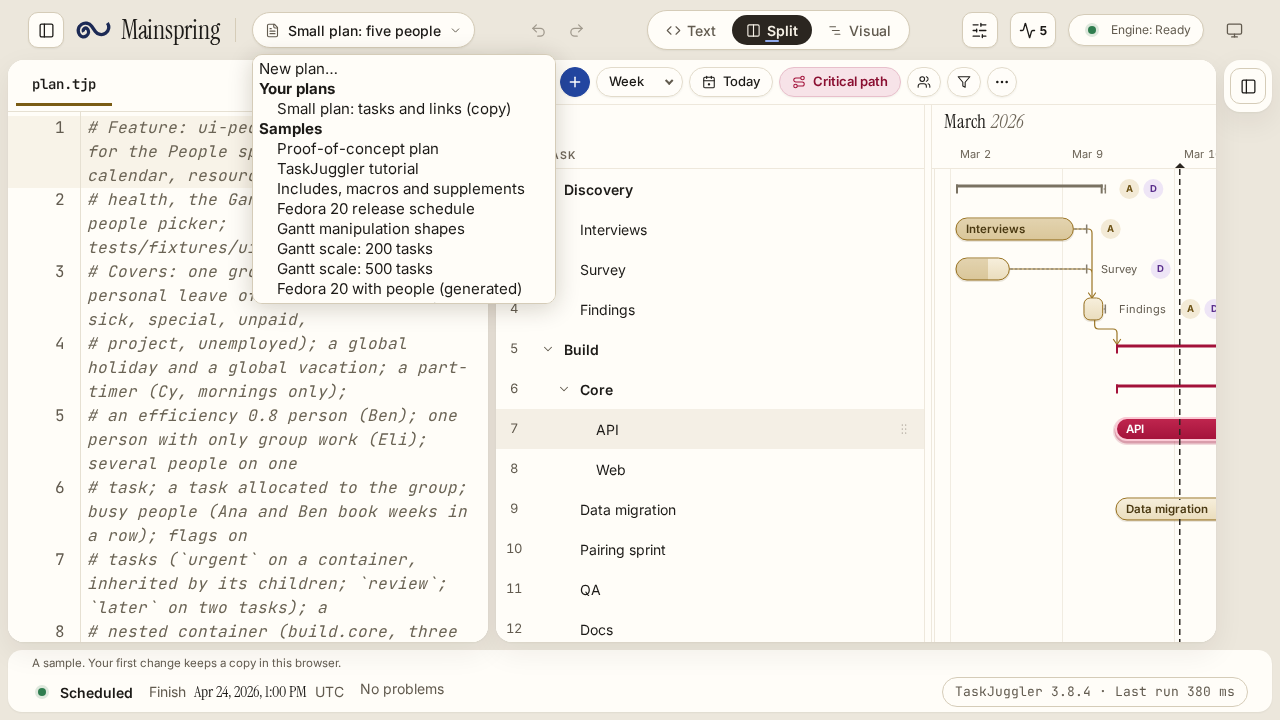 Mainspring
Small plan: five people
Text
Split
Visual
5
Engine: Ready
New plan…
Your plans
Small plan: tasks and links (copy)
Samples
Proof-of-concept plan
TaskJuggler tutorial
Includes, macros and supplements
Fedora 20 release schedule
Gantt manipulation shapes
Gantt scale: 200 tasks
Gantt scale: 500 tasks
Fedora 20 with people (generated)
plan.tjp
1 # Feature: ui-peo
for the People sp
calendar, resourc
2 # health, the Gan
people picker;
tests/fixtures/ui
3 # Covers: one gro
personal leave of
sick, special, unpaid,
4 # project, unemployed); a global
holiday and a global vacation; a part-
timer (Cy, mornings only);
5 # an efficiency 0.8 person (Ben); one
person with only group work (Eli);
several people on one
6 # task; a task allocated to the group;
busy people (Ana and Ben book weeks in
a row); flags on
7 # tasks (`urgent` on a container,
inherited by its children; `review`;
`later` on two tasks); a
8 # nested container (build.core, three
Week
Today
Critical path
ASK
March 2026
Mar 2
Mar 9
Mar 1
Discovery
A D
Interviews
Interviews
A
Survey
Survey
D
4 Findings
Findings
A D
5 Build
6 Core
7 API
API
8 Web
9 Data migration
Data migration
10 Pairing sprint
11 QA
12 Docs
A sample. Your first change keeps a copy in this browser.
Scheduled
Finish Apr 24, 2026, 1:00 PM UTC
No problems
TaskJuggler 3.8.4 · Last run 380 ms